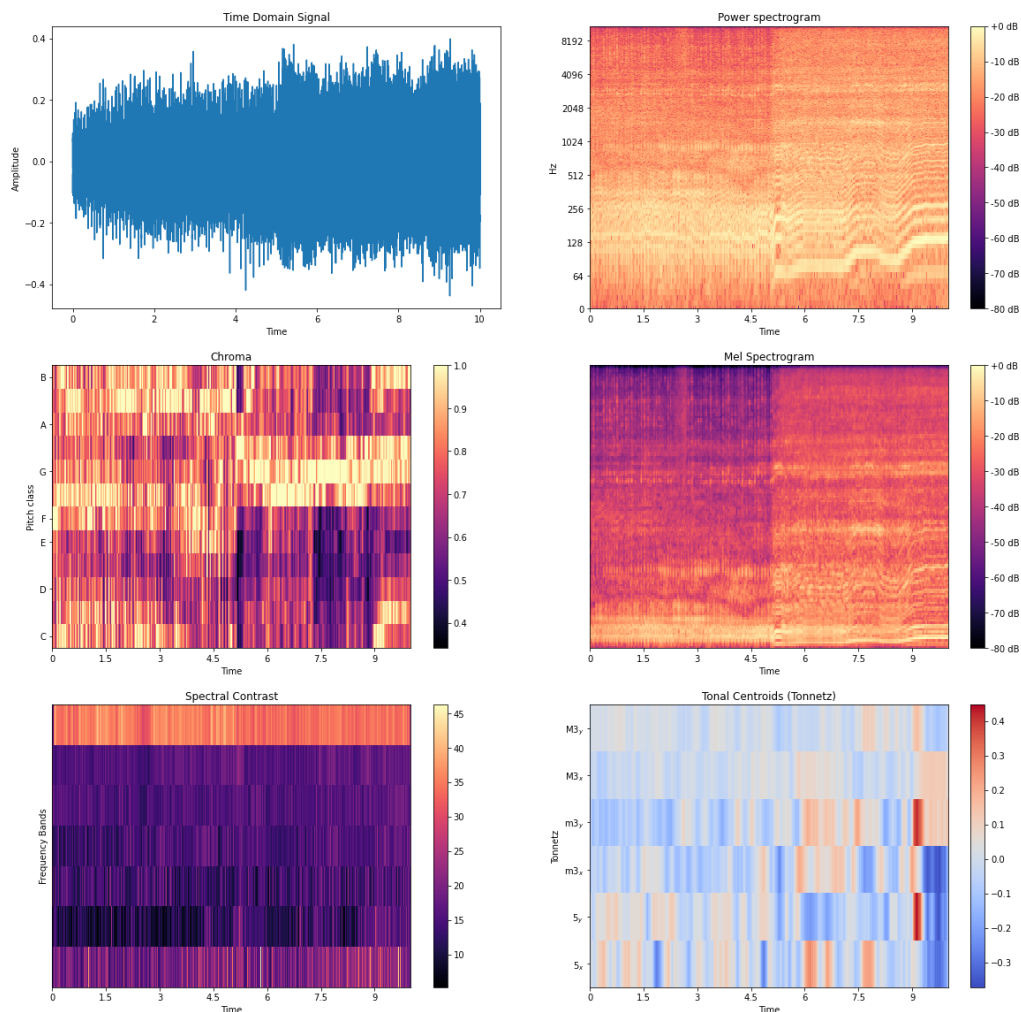 Time Domain Signal
0.4
0.2
0.0
−0.2
−0.4
Amplitude
0
2
4
6
8
10
Time
Power spectrogram
8192
4096
2048
1024
512
256
128
64
0
Hz
0
1.5
3
4.5
6
7.5
9
Time
+0 dB
-10 dB
-20 dB
-30 dB
-40 dB
-50 dB
-60 dB
-70 dB
-80 dB
Chroma
B
A
G
F
E
D
C
Pitch class
0
1.5
3
4.5
6
7.5
9
Time
1.0
0.9
0.8
0.7
0.6
0.5
0.4
Mel Spectrogram
0
1.5
3
4.5
6
7.5
9
Time
+0 dB
-10 dB
-20 dB
-30 dB
-40 dB
-50 dB
-60 dB
-70 dB
-80 dB
Spectral Contrast
Frequency Bands
0
1.5
3
4.5
6
7.5
9
Time
45
40
35
30
25
20
15
10
Tonal Centroids (Tonnetz)
M3y
M3x
m3y
m3x
5y
5x
Tonnetz
0
1.5
3
4.5
6
7.5
9
Time
0.4
0.3
0.2
0.1
0.0
−0.1
−0.2
−0.3